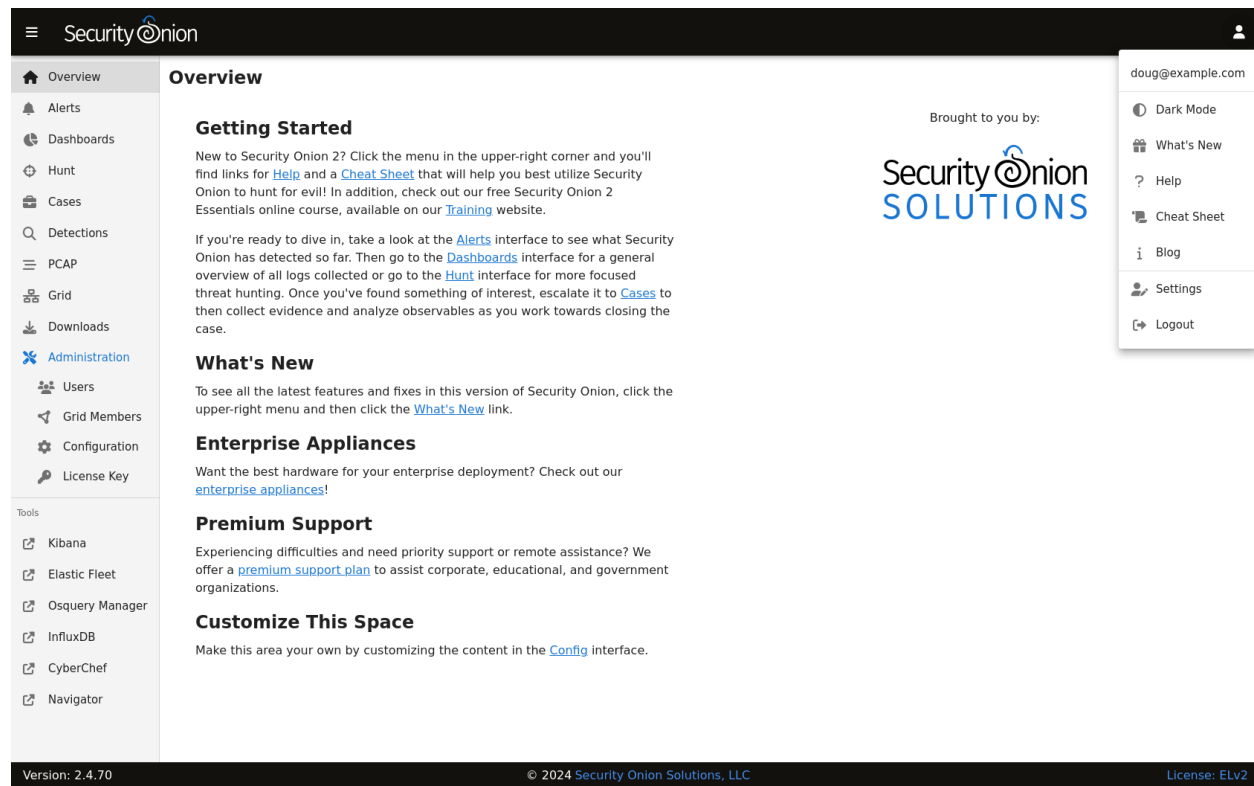 Security Onion
Overview
Alerts
Dashboards
Hunt
Cases
Detections
PCAP
Grid
Downloads
Administration
Users
Grid Members
Configuration
License Key
Tools
Kibana
Elastic Fleet
Osquery Manager
InfluxDB
CyberChef
Navigator
Overview
Getting Started
New to Security Onion 2? Click the menu in the upper-right corner and you'll
find links for Help and a Cheat Sheet that will help you best utilize Security
Onion to hunt for evil! In addition, check out our free Security Onion 2
Essentials online course, available on our Training website.
If you're ready to dive in, take a look at the Alerts interface to see what Security
Onion has detected so far. Then go to the Dashboards interface for a general
overview of all logs collected or go to the Hunt interface for more focused
threat hunting. Once you've found something of interest, escalate it to Cases to
then collect evidence and analyze observables as you work towards closing the
case.
What's New
To see all the latest features and fixes in this version of Security Onion, click the
upper-right menu and then click the What's New link.
Enterprise Appliances
Want the best hardware for your enterprise deployment? Check out our
enterprise appliances!
Premium Support
Experiencing difficulties and need priority support or remote assistance? We
offer a premium support plan to assist corporate, educational, and government
organizations.
Customize This Space
Make this area your own by customizing the content in the Config interface.
Brought to you by:
Security Onion
SOLUTIONS
doug@example.com
Dark Mode
What's New
Help
Cheat Sheet
Blog
Settings
Logout
Version: 2.4.70
© 2024 Security Onion Solutions, LLC
License: ELv2